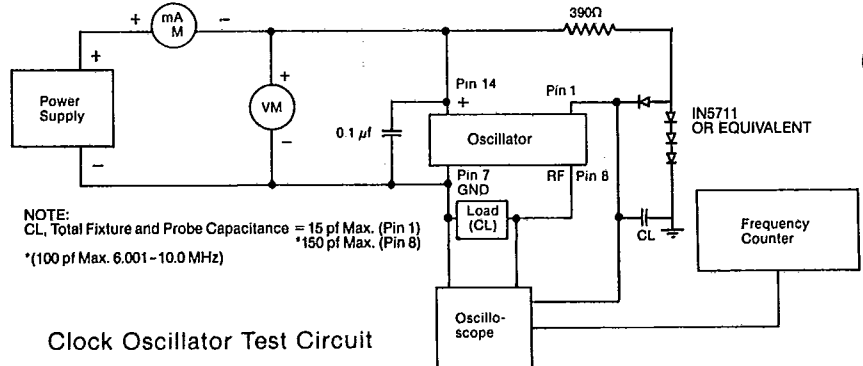 390Ω
+ mA M −
+
Power Supply
−
+
VM
−
Pin 14
+
0.1 µf
Pin 1
Oscillator
IN5711
OR EQUIVALENT
Pin 7
GND
RF Pin 8
Load
(CL)
CL
Frequency
Counter
NOTE:
CL, Total Fixture and Probe Capacitance = 15 pf Max. (Pin 1)
*150 pf Max. (Pin 8)
*(100 pf Max. 6.001-10.0 MHz)
Oscillo-
scope
Clock Oscillator Test Circuit